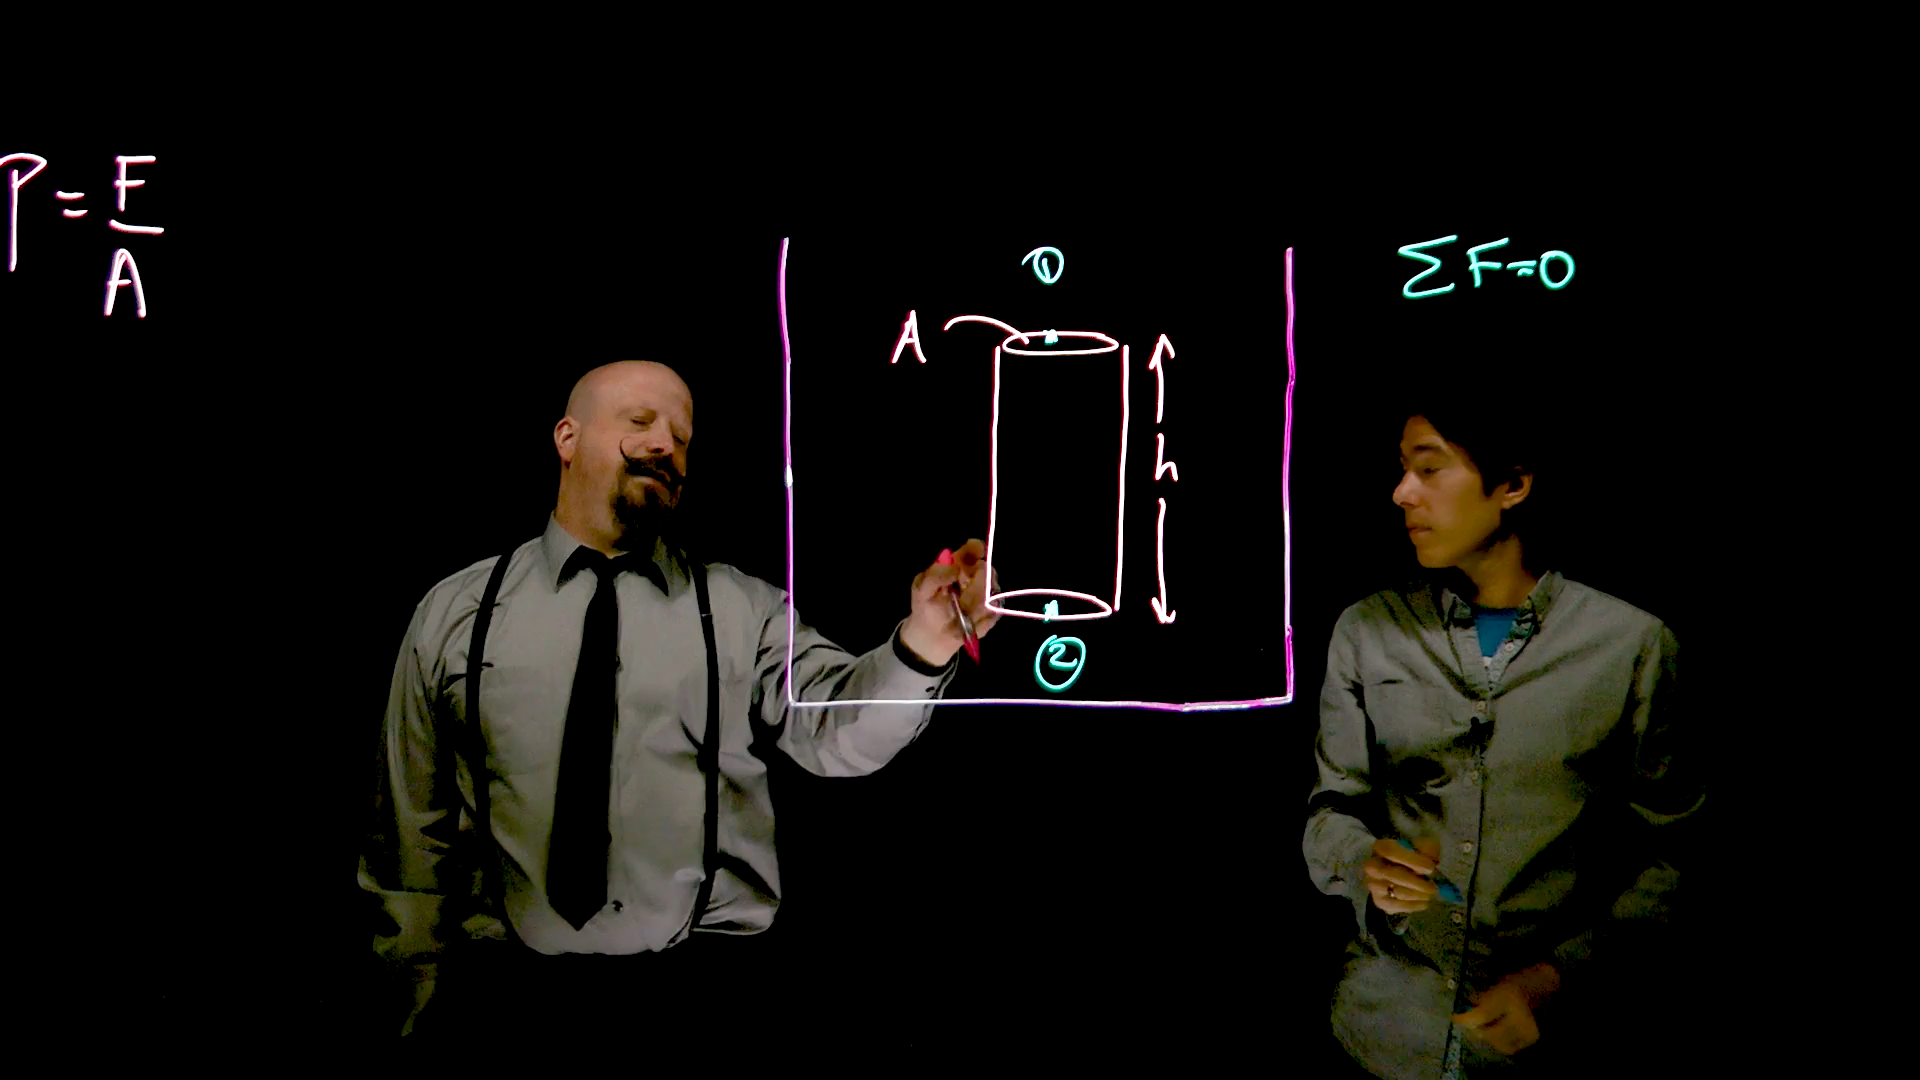 P = F/A
①
ΣF=0
A
h
②